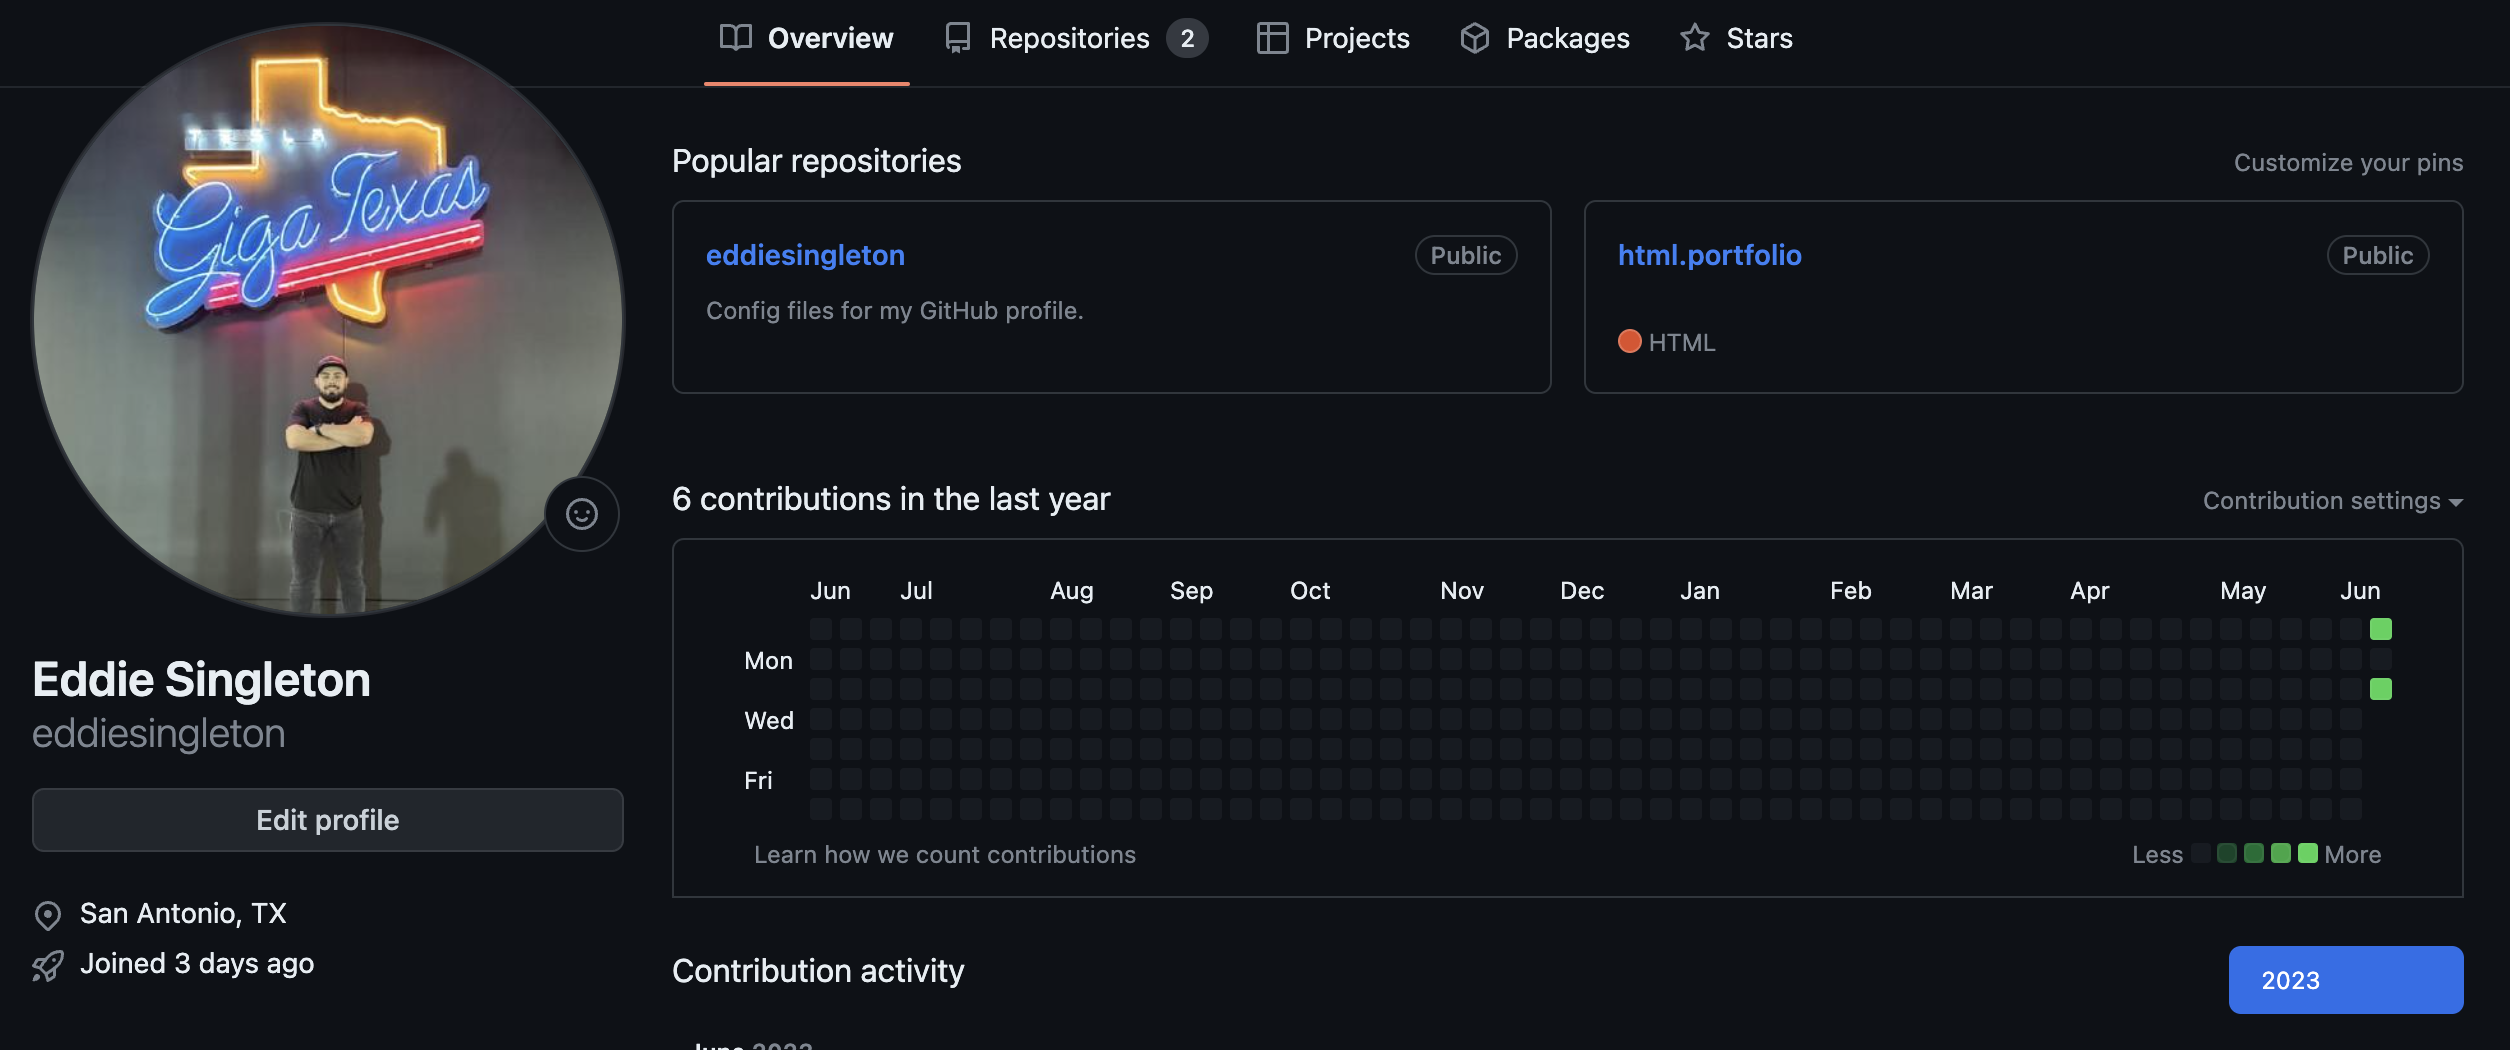 Overview
Repositories 2
Projects
Packages
Stars
TESLA
Giga Texas
Eddie Singleton
eddiesingleton
Edit profile
San Antonio, TX
Joined 3 days ago
Popular repositories
Customize your pins
eddiesingleton
Public
Config files for my GitHub profile.
html.portfolio
Public
HTML
6 contributions in the last year
Contribution settings
Jun Jul Aug Sep Oct Nov Dec Jan Feb Mar Apr May Jun
Mon
Wed
Fri
Learn how we count contributions
Less More
Contribution activity
2023
June 2023